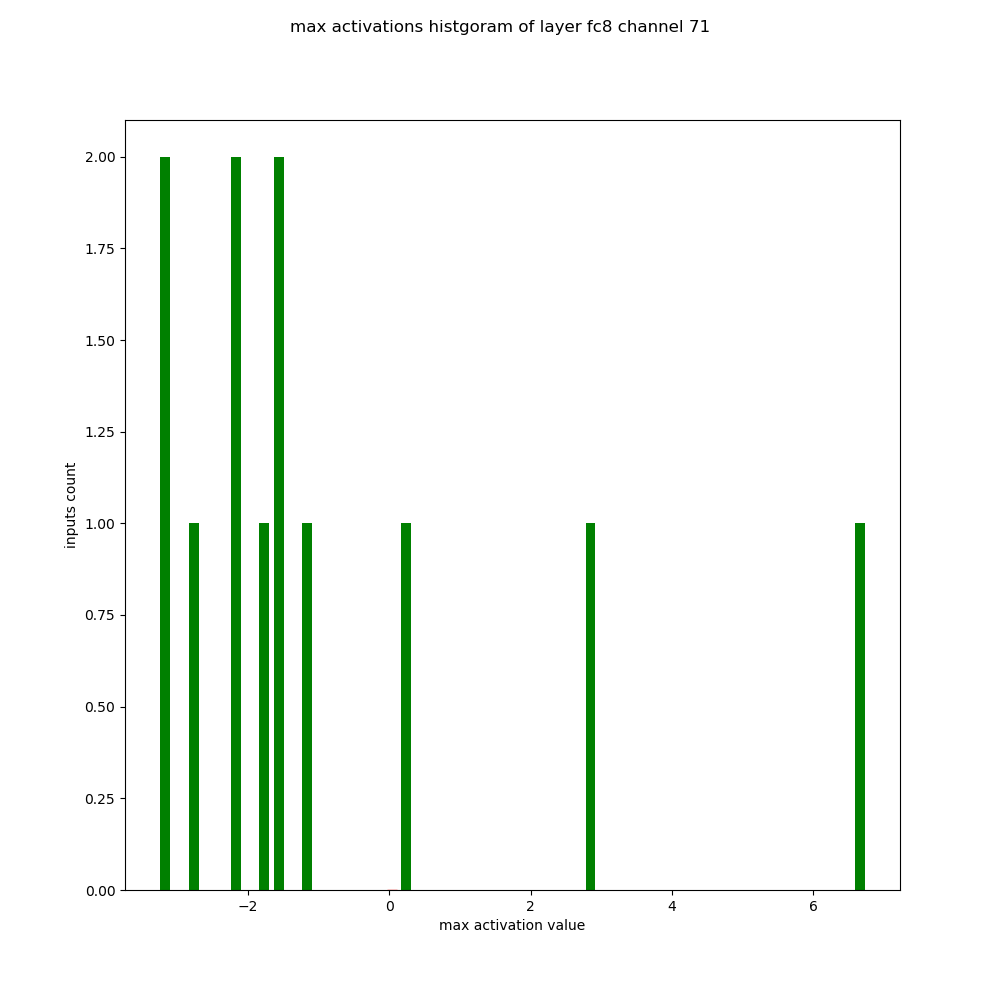 max activations histgoram of layer fc8 channel 71
2.00
1.75
1.50
1.25
1.00
0.75
0.50
0.25
0.00
inputs count
−2 0 2 4 6
max activation value